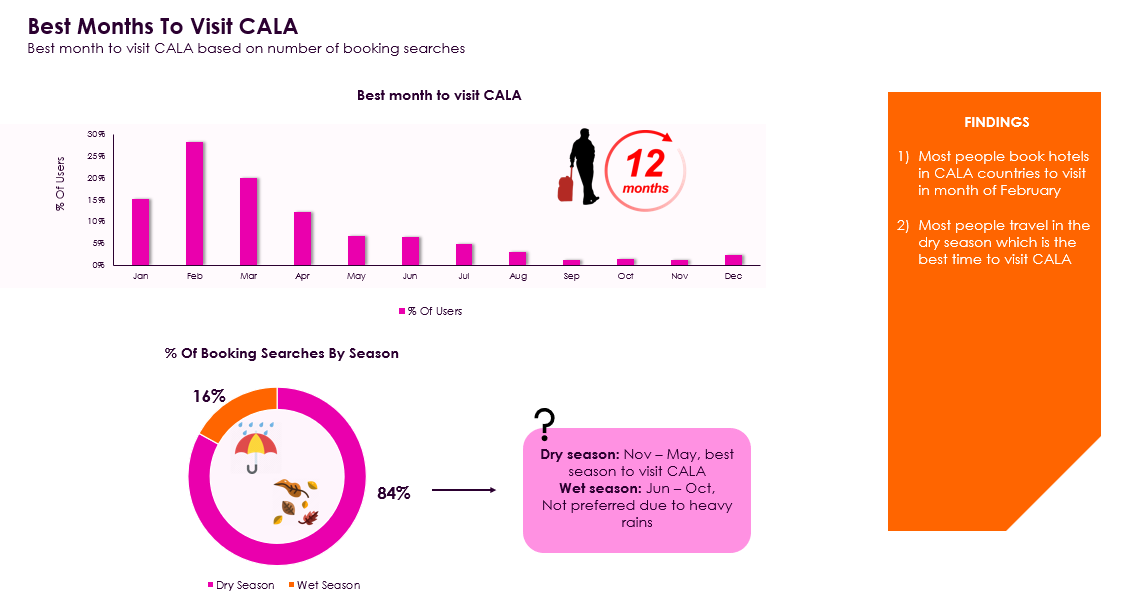 Best Months To Visit CALA
Best month to visit CALA based on number of booking searches
Best month to visit CALA
30%
25%
20%
15%
10%
5%
0%
% Of Users
Jan Feb Mar Apr May Jun Jul Aug Sep Oct Nov Dec
12
months
% Of Users
% Of Booking Searches By Season
16%
84%
Dry Season Wet Season
?
Dry season: Nov – May, best
season to visit CALA
Wet season: Jun – Oct,
Not preferred due to heavy
rains
FINDINGS
1) Most people book hotels
in CALA countries to visit
in month of February
2) Most people travel in the
dry season which is the
best time to visit CALA